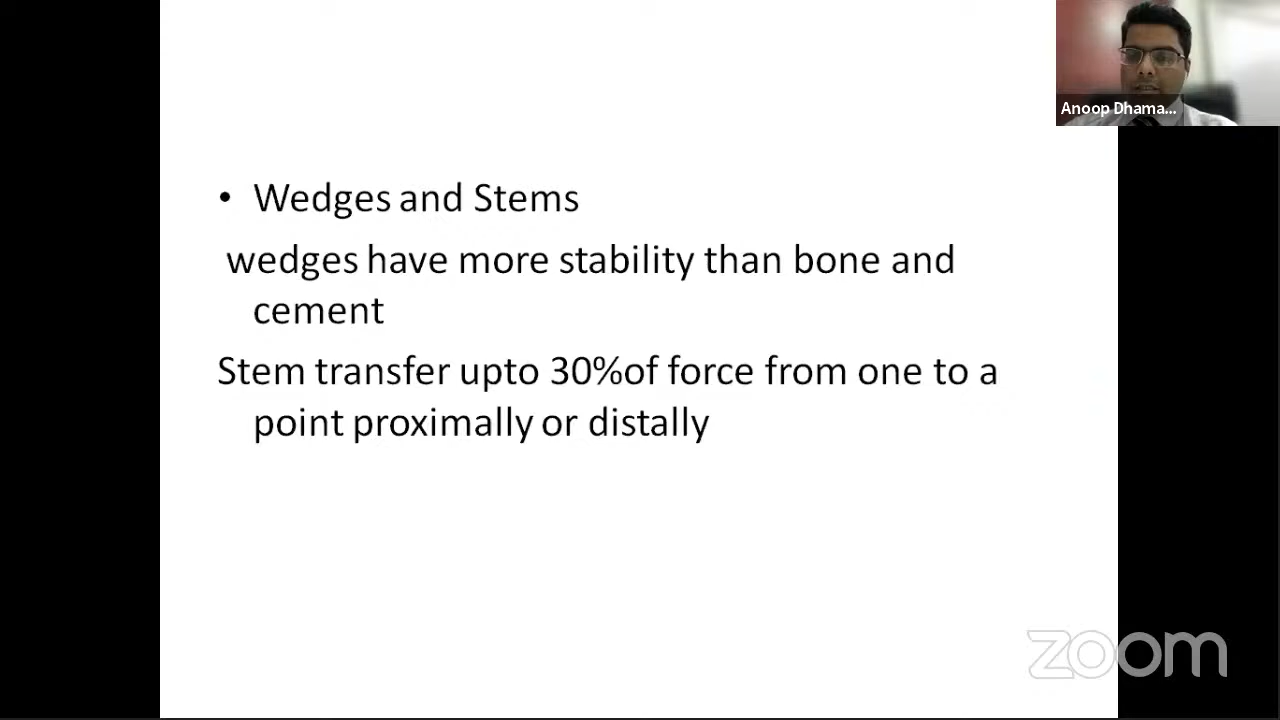 Anoop Dhama...
• Wedges and Stems
wedges have more stability than bone and
cement
Stem transfer upto 30%of force from one to a
point proximally or distally
zoom